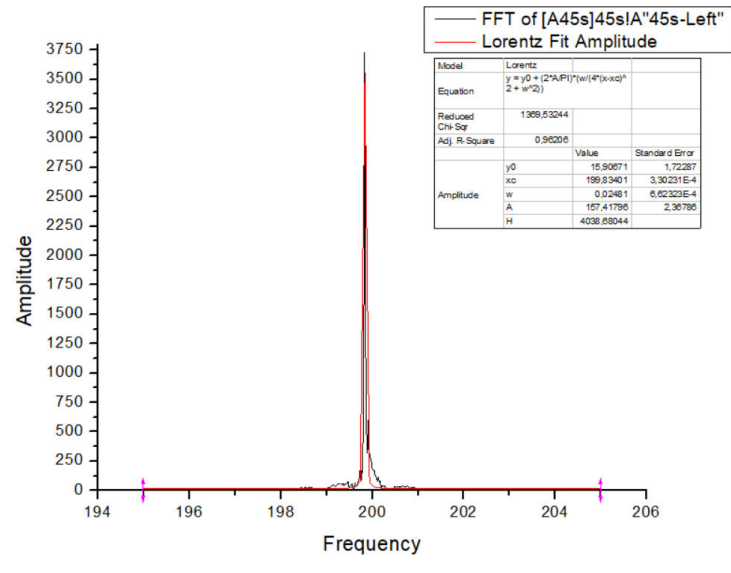 FFT of [A45s]45s!A"45s-Left"
Lorentz Fit Amplitude
Model Lorentz
Equation y = y0 + (2*A/PI)*(w/(4*(x-xc)^
2 + w^2))
Reduced Chi-Sqr 1369,53244
Adj. R-Square 0,96206
Value Standard Error
Amplitude y0 15,90671 1,72287
xc 199,83401 3,30231E-4
w 0,02481 6,62323E-4
A 157,41796 2,36786
H 4038,68044
3750
3500
3250
3000
2750
2500
2250
2000
1750
1500
1250
1000
750
500
250
0
Amplitude
194 196 198 200 202 204 206
Frequency